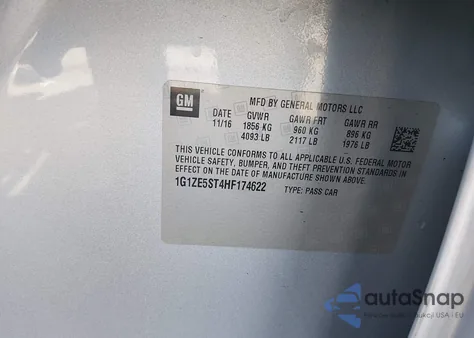 GM
MFD BY GENERAL MOTORS LLC
DATE GVWR GAWR FRT GAWR RR
11/16 1856 KG 960 KG 896 KG
4093 LB 2117 LB 1976 LB
THIS VEHICLE CONFORMS TO ALL APPLICABLE U.S. FEDERAL MOTOR
VEHICLE SAFETY, BUMPER, AND THEFT PREVENTION STANDARDS IN
EFFECT ON THE DATE OF MANUFACTURE SHOWN ABOVE.
1G1ZE5ST4HF174622 TYPE: PASS CAR
autoSnap
USA I EU